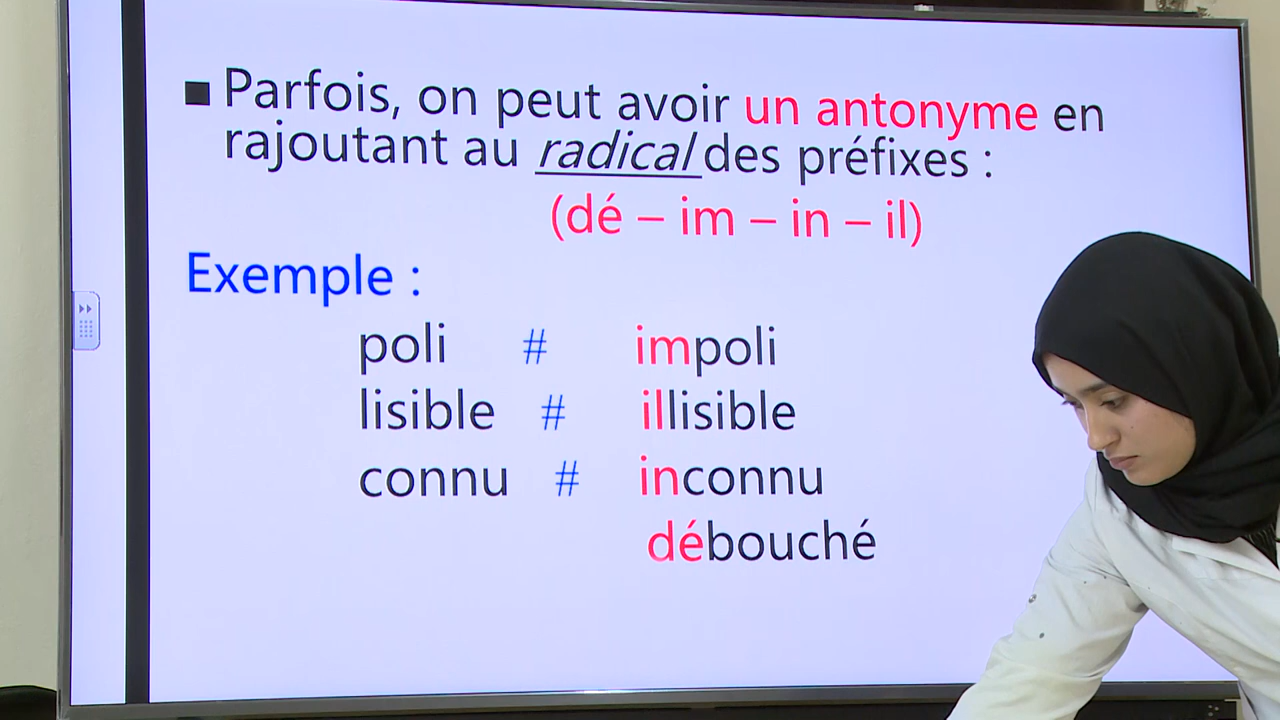 ▪ Parfois, on peut avoir un antonyme en
rajoutant au radical des préfixes :
(dé – im – in – il)
Exemple :
poli # impoli
lisible # illisible
connu # inconnu
débouché